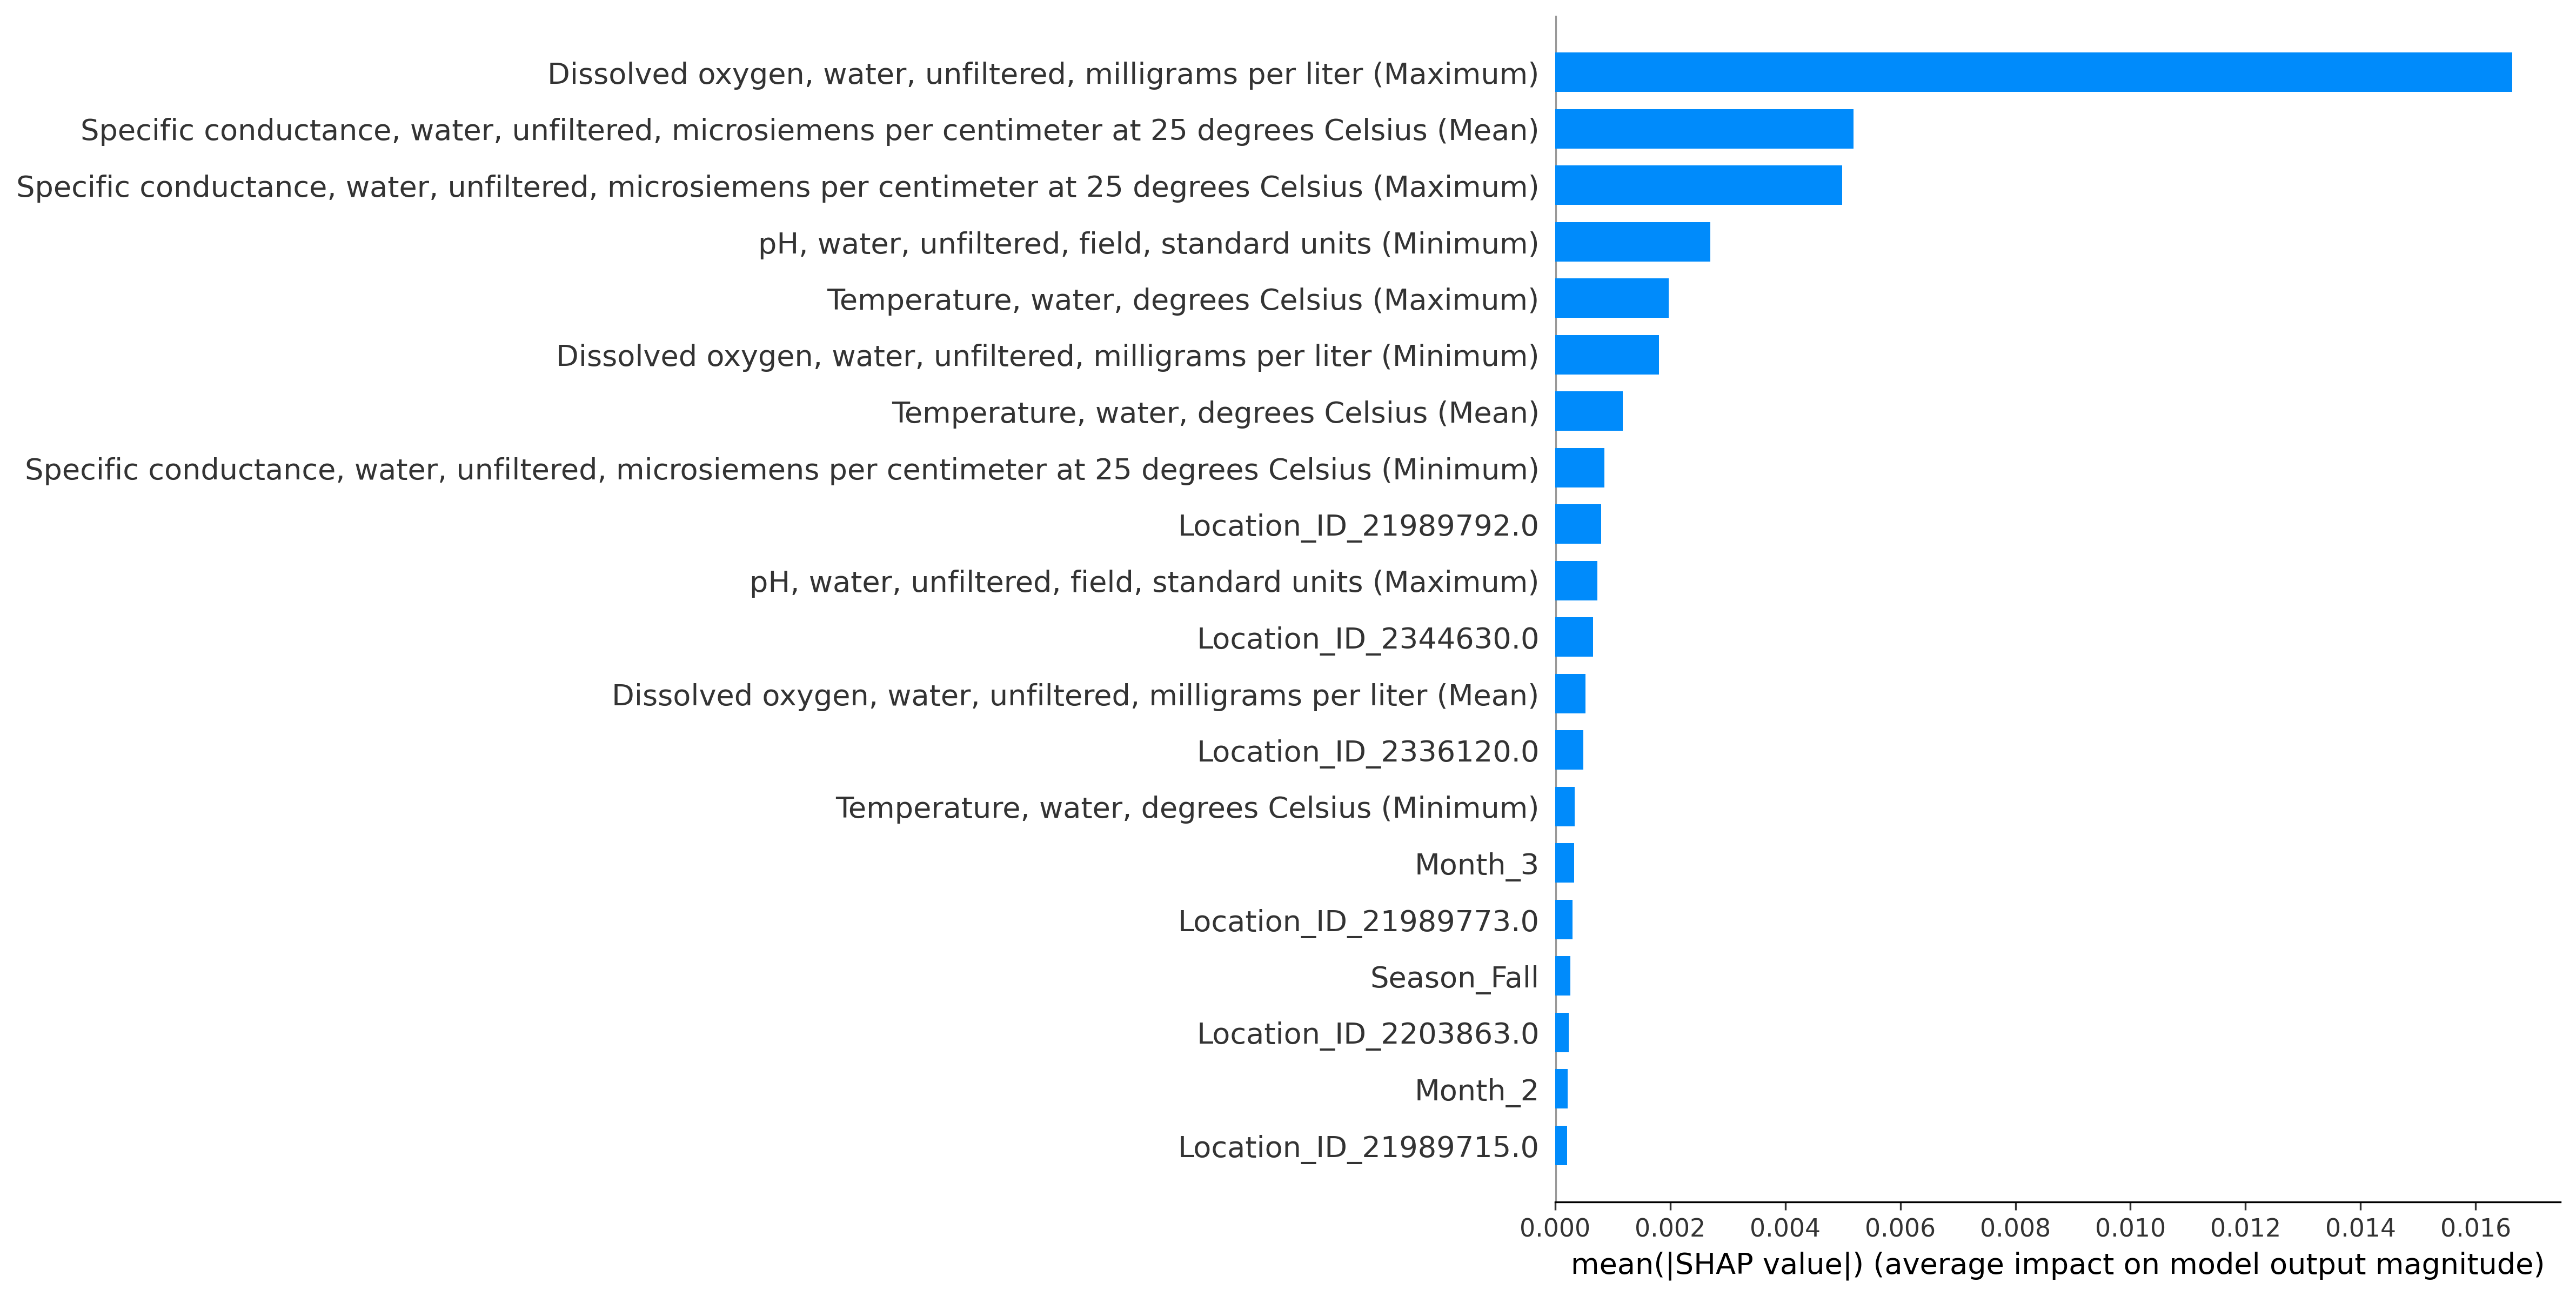 Dissolved oxygen, water, unfiltered, milligrams per liter (Maximum)
Specific conductance, water, unfiltered, microsiemens per centimeter at 25 degrees Celsius (Mean)
Specific conductance, water, unfiltered, microsiemens per centimeter at 25 degrees Celsius (Maximum)
pH, water, unfiltered, field, standard units (Minimum)
Temperature, water, degrees Celsius (Maximum)
Dissolved oxygen, water, unfiltered, milligrams per liter (Minimum)
Temperature, water, degrees Celsius (Mean)
Specific conductance, water, unfiltered, microsiemens per centimeter at 25 degrees Celsius (Minimum)
Location_ID_21989792.0
pH, water, unfiltered, field, standard units (Maximum)
Location_ID_2344630.0
Dissolved oxygen, water, unfiltered, milligrams per liter (Mean)
Location_ID_2336120.0
Temperature, water, degrees Celsius (Minimum)
Month_3
Location_ID_21989773.0
Season_Fall
Location_ID_2203863.0
Month_2
Location_ID_21989715.0
0.000 0.002 0.004 0.006 0.008 0.010 0.012 0.014 0.016
mean(|SHAP value|) (average impact on model output magnitude)